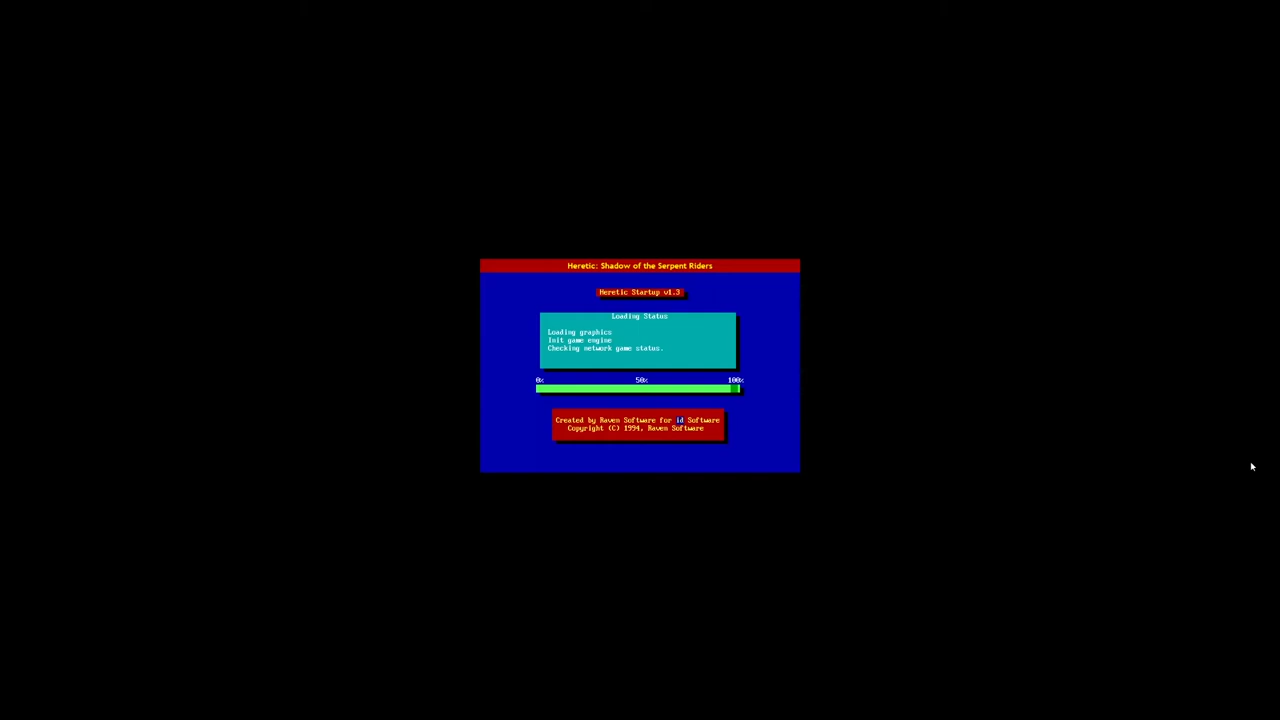 Heretic: Shadow of the Serpent Riders
Heretic Startup v1.3
Loading Status
Loading graphics
Init game engine
Checking network game status.
0% 50% 100%
Created by Raven Software for id Software
Copyright (C) 1994, Raven Software